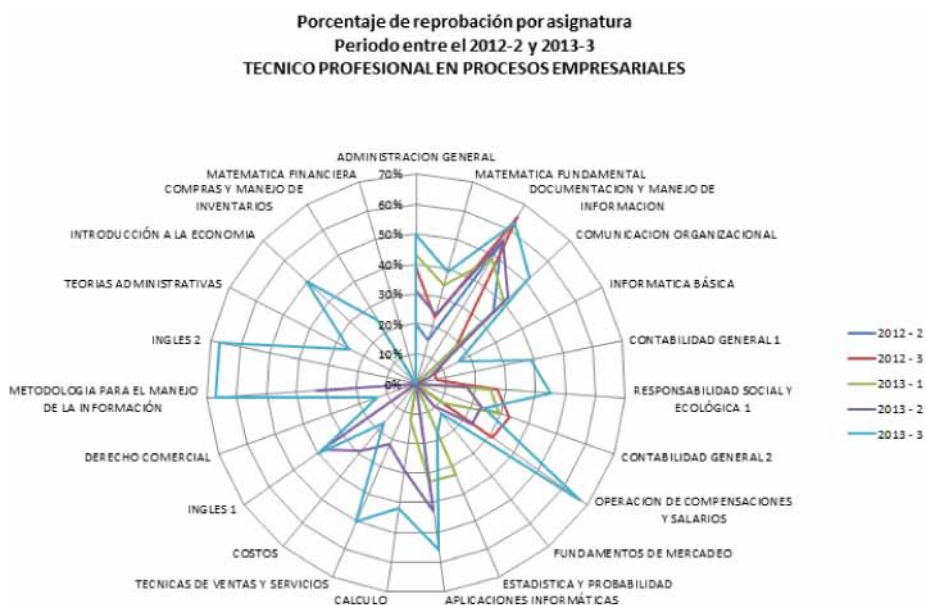 Porcentaje de reprobación por asignatura
Periodo entre el 2012-2 y 2013-3
TECNICO PROFESIONAL EN PROCESOS EMPRESARIALES
ADMINISTRACION GENERAL
MATEMATICA FUNDAMENTAL
DOCUMENTACION Y MANEJO DE
INFORMACION
COMUNICACION ORGANIZACIONAL
INFORMATICA BÁSICA
CONTABILIDAD GENERAL 1
RESPONSABILIDAD SOCIAL Y
ECOLÓGICA 1
CONTABILIDAD GENERAL 2
OPERACION DE COMPENSACIONES
Y SALARIOS
FUNDAMENTOS DE MERCADEO
ESTADISTICA Y PROBABILIDAD
APLICACIONES INFORMÁTICAS
CALCULO
TECNICAS DE VENTAS Y SERVICIOS
COSTOS
INGLES 1
DERECHO COMERCIAL
METODOLOGIA PARA EL MANEJO
DE LA INFORMACIÓN
INGLES 2
TEORIAS ADMINISTRATIVAS
INTRODUCCIÓN A LA ECONOMIA
COMPRAS Y MANEJO DE
INVENTARIOS
MATEMATICA FINANCIERA
70%
60%
50%
40%
30%
20%
10%
0%
2012 - 2
2012 - 3
2013 - 1
2013 - 2
2013 - 3